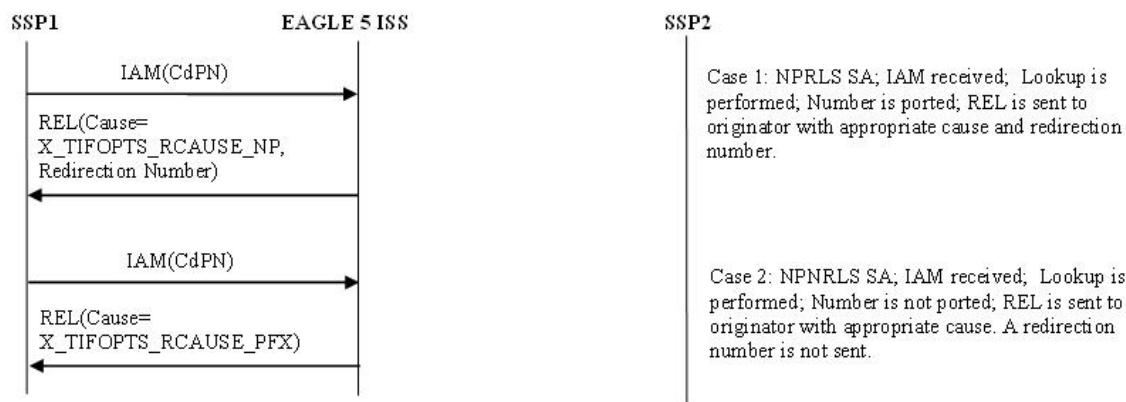 SSP1
EAGLE 5 ISS
SSP2
IAM(CdPN)
REL(Cause=
X_TIFOPTS_RCAUSE_NP,
Redirection Number)
Case 1: NPRLS SA; IAM received; Lookup is
performed; Number is ported; REL is sent to
originator with appropriate cause and redirection
number.
IAM(CdPN)
REL(Cause=
X_TIFOPTS_RCAUSE_PFX)
Case 2: NPNRLS SA; IAM received; Lookup is
performed; Number is not ported; REL is sent to
originator with appropriate cause. A redirection
number is not sent.